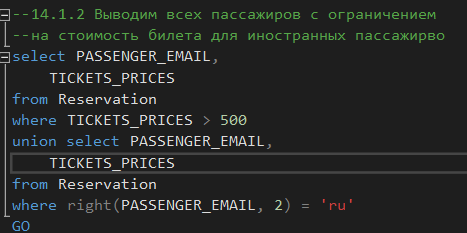 --14.1.2 Выводим всех пассажиров с ограничением
--на стоимость билета для иностранных пассажирво
select PASSENGER_EMAIL,
TICKETS_PRICES
from Reservation
where TICKETS_PRICES > 500
union select PASSENGER_EMAIL,
TICKETS_PRICES
from Reservation
where right(PASSENGER_EMAIL, 2) = 'ru'
GO